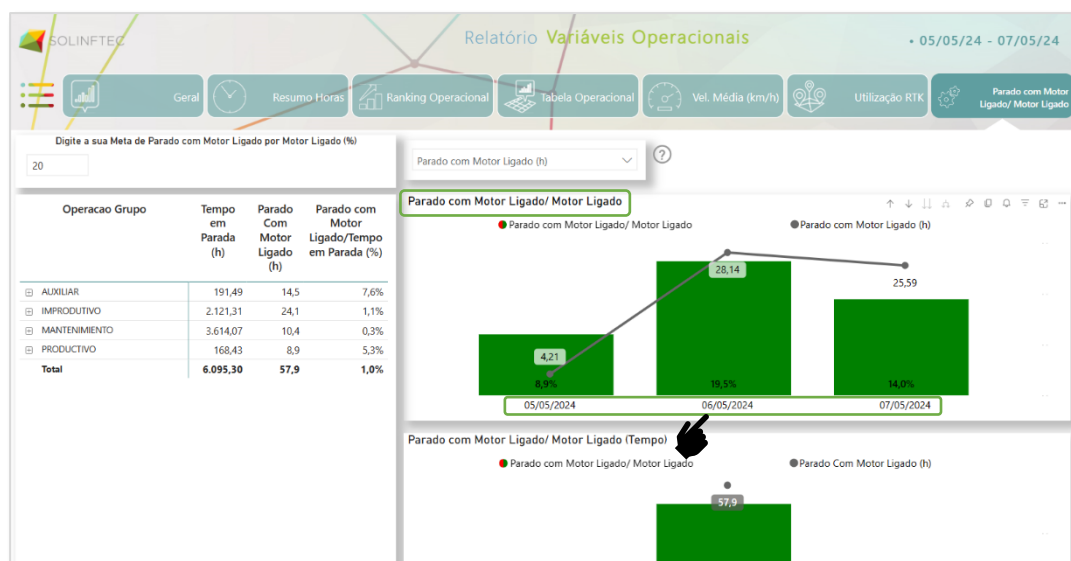 SOLINFTEC
Relatório Variáveis Operacionais
• 05/05/24 - 07/05/24
Geral
Resumo Horas
Ranking Operacional
Tabela Operacional
Vel. Média (km/h)
Utilização RTK
Parado com Motor
Ligado/ Motor Ligado
Digite a sua Meta de Parado com Motor Ligado por Motor Ligado (%)
20
Parado com Motor Ligado (h)
?
Operacao Grupo
Tempo
em
Parada
(h)
Parado
Com
Motor
Ligado
(h)
Parado com
Motor
Ligado/Tempo
em Parada (%)
AUXILIAR 191,49 14,5 7,6%
IMPRODUTIVO 2.121,31 24,1 1,1%
MANTENIMIENTO 3.614,07 10,4 0,3%
PRODUCTIVO 168,43 8,9 5,3%
Total 6.095,30 57,9 1,0%
Parado com Motor Ligado/ Motor Ligado
Parado com Motor Ligado/ Motor Ligado
Parado com Motor Ligado (h)
28,14
25,59
4,21
8,9% 19,5% 14,0%
05/05/2024 06/05/2024 07/05/2024
Parado com Motor Ligado/ Motor Ligado (Tempo)
Parado com Motor Ligado/ Motor Ligado
Parado Com Motor Ligado (h)
57,9